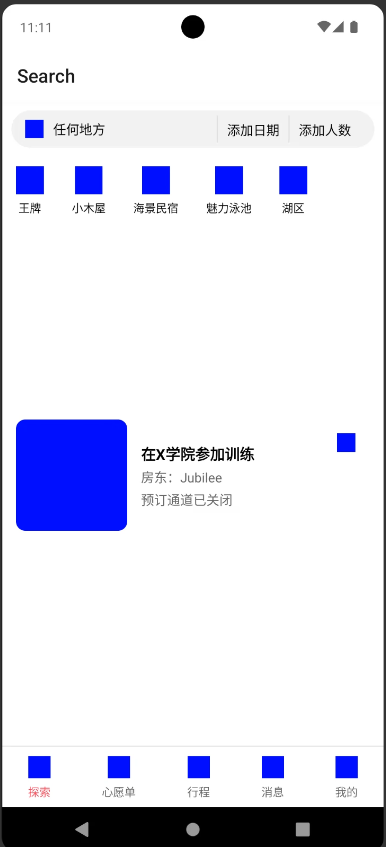 11:11
Search
任何地方 添加日期 添加人数
王牌 小木屋 海景民宿 魅力泳池 湖区
在X学院参加训练
房东：Jubilee
预订通道已关闭
探索 心愿单 行程 消息 我的